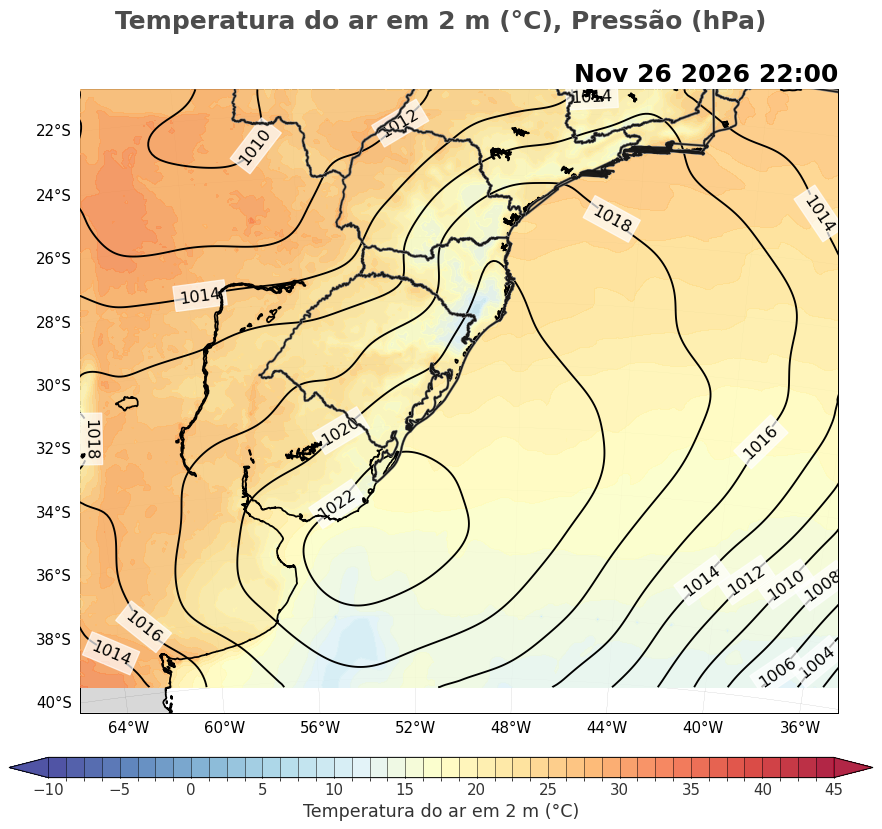 Temperatura do ar em 2 m (°C), Pressão (hPa)
Nov 26 2026 22:00
1014
22°S
1012
1010
24°S
1014
1018
26°S
1014
28°S
30°S
1018
1020
1016
32°S
34°S
1022
36°S
1014
1012
1010
1008
1016
38°S
1014
1006
1004
40°S
64°W
60°W
56°W
52°W
48°W
44°W
40°W
36°W
−10
−5
0
5
10
15
20
25
30
35
40
45
Temperatura do ar em 2 m (°C)